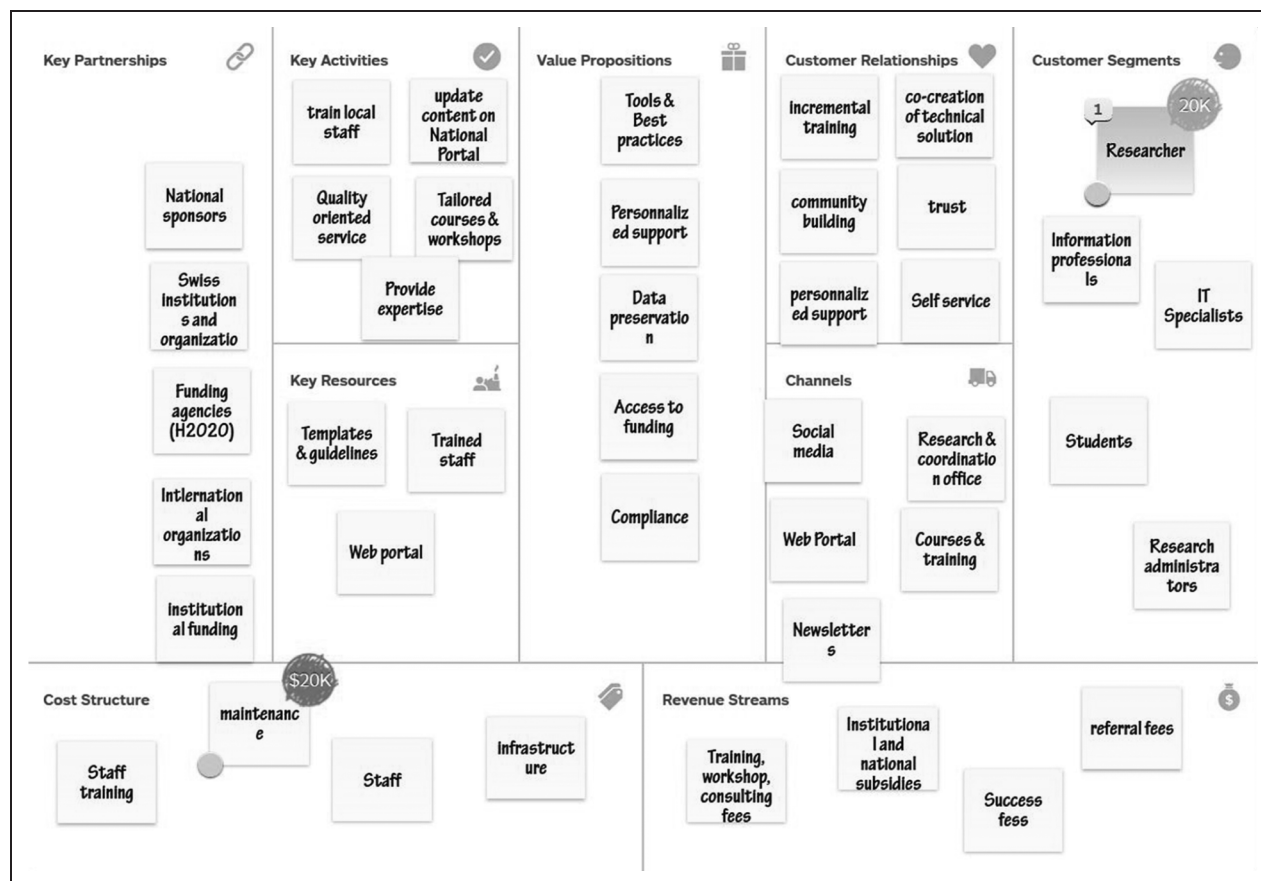 Key Partnerships
National
sponsors
Swiss
institution
s and
organizatio
Funding
agencies
(H2020)
Intlernation
al
organizatio
ns
institution
al funding
Key Activities
train local
staff
update
content on
National
Portal
Quality
oriented
service
Tailored
courses &
workshops
Provide
expertise
Key Resources
Templates
& guidelines
Trained
staff
Web portal
Value Propositions
Tools &
Best
practices
Personnaliz
ed support
Data
preservatio
n
Access to
funding
Compliance
Customer Relationships
incremental
training
co-creation
of technical
solution
community
building
trust
personnaliz
ed support
Self service
Channels
Social
media
Research &
coordinatio
n office
Web Portal
Courses &
training
Newsletter
s
Customer Segments
1
20K
Researcher
Information
professiona
ls
IT
Specialists
Students
Research
administra
tors
Cost Structure
$20K
maintenanc
e
Staff
training
Staff
infrastruct
ure
Revenue Streams
$
Training,
workshop,
consulting
fees
Institutiona
l and
national
subsidies
Success
fess
referral fees